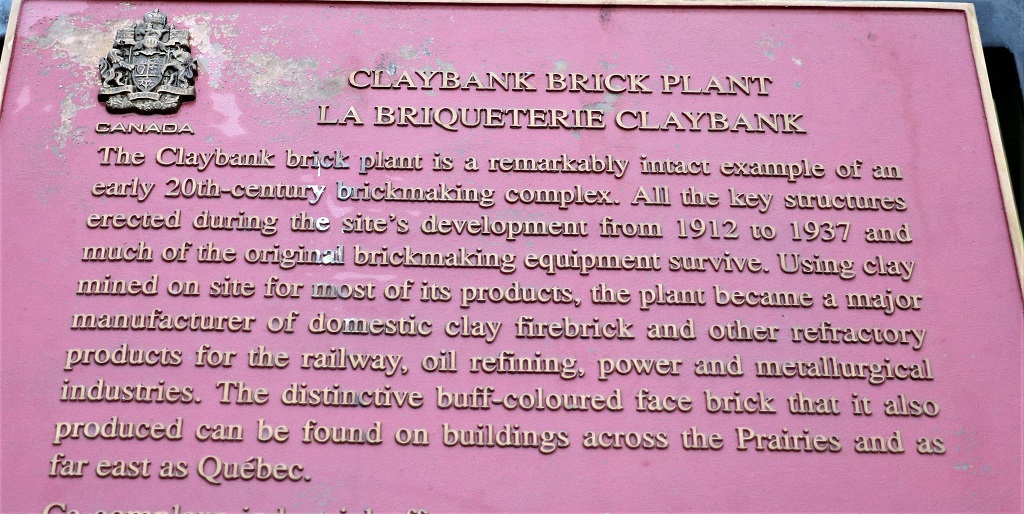 CANADA
CLAYBANK BRICK PLANT
LA BRIQUETERIE CLAYBANK
The Claybank brick plant is a remarkably intact example of an
early 20th-century brickmaking complex. All the key structures
erected during the site's development from 1912 to 1937 and
much of the original brickmaking equipment survive. Using clay
mined on site for most of its products, the plant became a major
manufacturer of domestic clay firebrick and other refractory
products for the railway, oil refining, power and metallurgical
industries. The distinctive buff-coloured face brick that it also
produced can be found on buildings across the Prairies and as
far east as Québec.